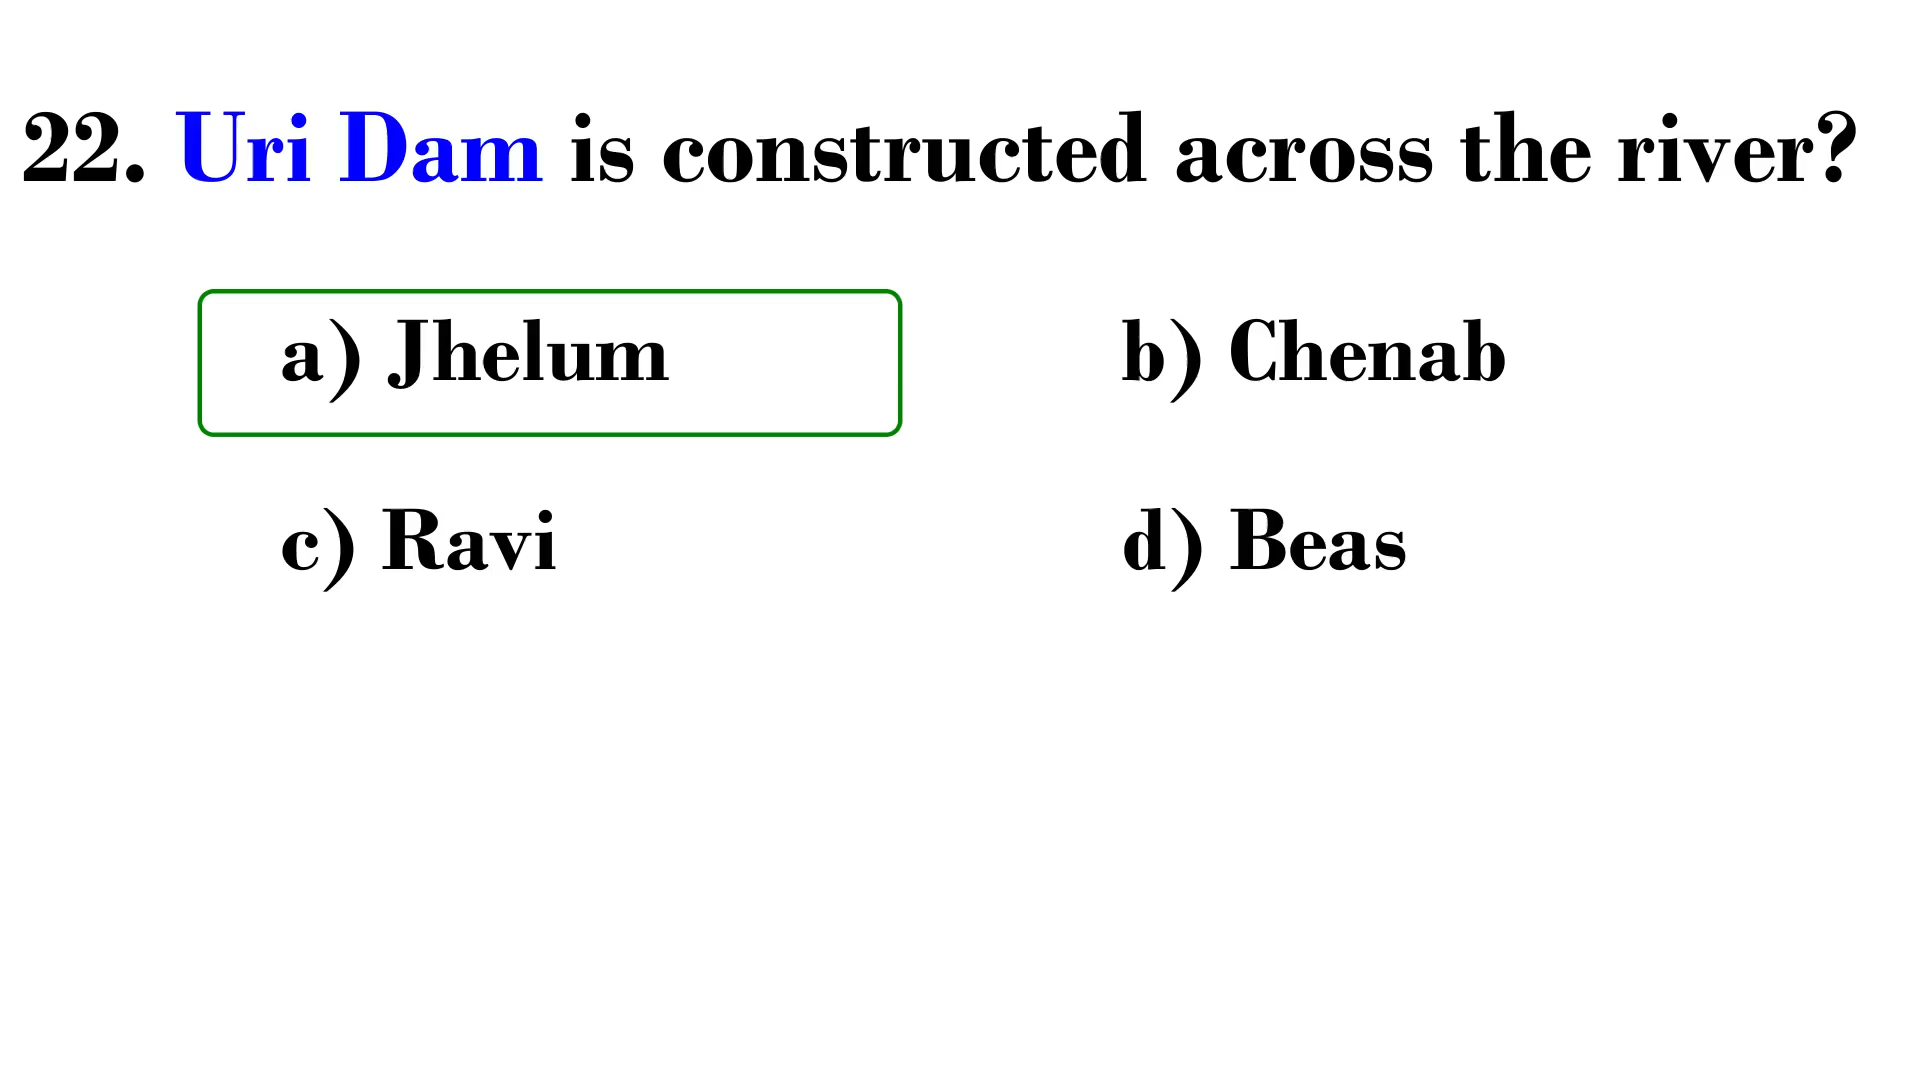 22. Uri Dam is constructed across the river?
a) Jhelum
b) Chenab
c) Ravi
d) Beas